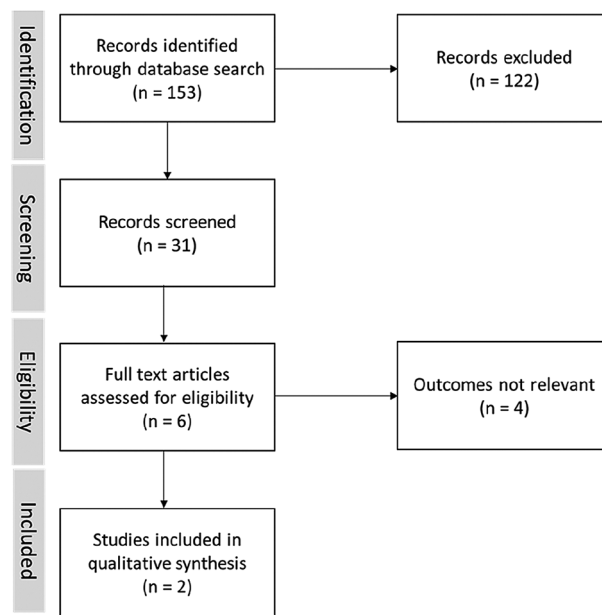 Identification
Records identified
through database search
(n = 153)
Records excluded
(n = 122)
Screening
Records screened
(n = 31)
Eligibility
Full text articles
assessed for eligibility
(n = 6)
Outcomes not relevant
(n = 4)
Included
Studies included in
qualitative synthesis
(n = 2)